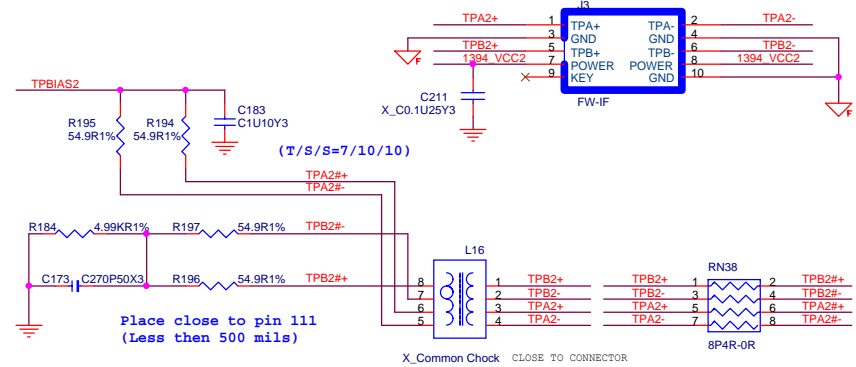 J3
TPA2+ 1 TPA+ TPA- 2 TPA2-
3 GND GND 4
TPB2+ 5 TPB+ TPB- 6 TPB2-
7 POWER POWER 8 1394_VCC2
1394_VCC2
9 KEY GND 10
F
F
FW-IF
C211
X_C0.1U25Y3
TPBIAS2
R195
54.9R1%
R194
54.9R1%
C183
C1U10Y3
(T/S/S=7/10/10)
TPA2#+
TPA2#-
R184 4.99KR1% R197 54.9R1% TPB2#-
C173 C270P50X3 R196 54.9R1% TPB2#+
Place close to pin 111
(Less then 500 mils)
L16
8 1 TPB2+
7 2 TPB2-
6 3 TPA2+
5 4 TPA2-
X_Common Chock CLOSE TO CONNECTOR
RN38
TPB2+ 1 2 TPB2#+
TPB2- 3 4 TPB2#-
TPA2+ 5 6 TPA2#+
TPA2- 7 8 TPA2#-
8P4R-0R